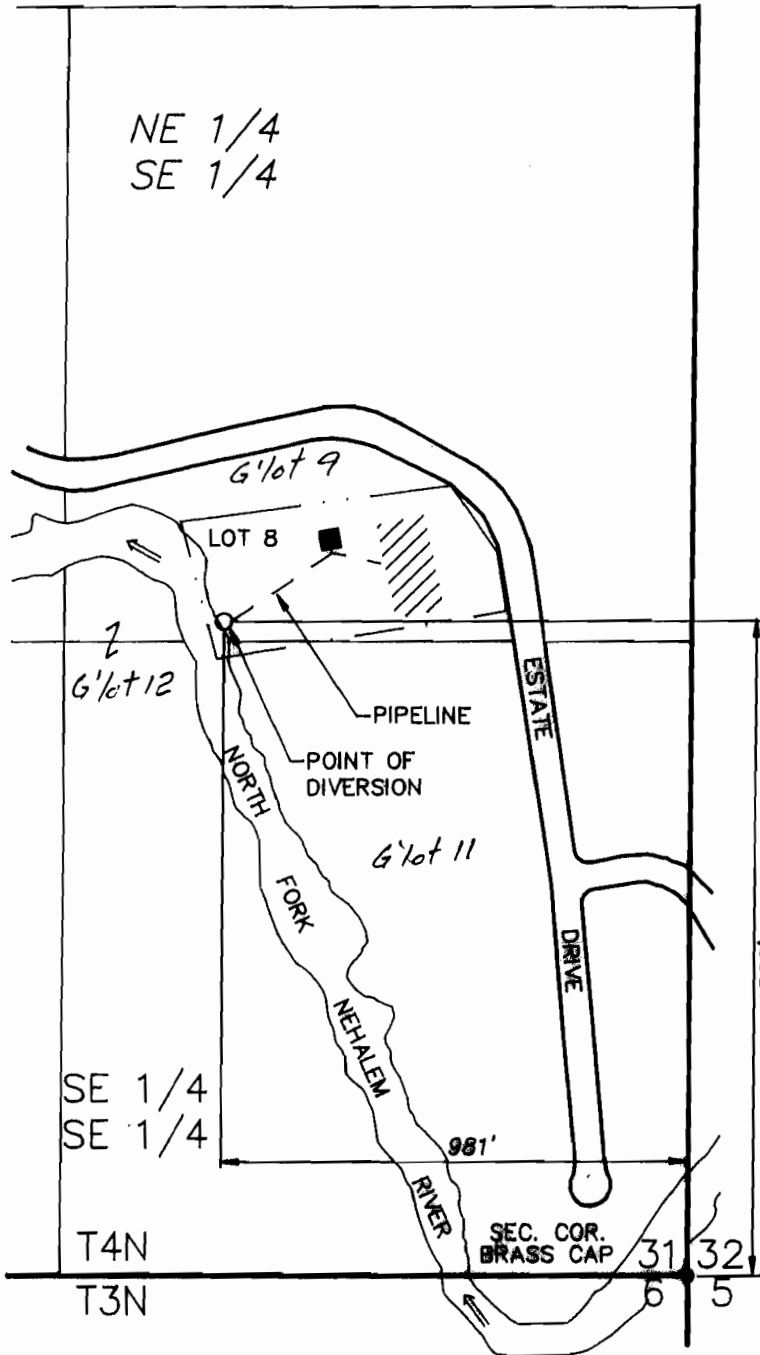 NE 1/4
SE 1/4
G'lot 9
LOT 8
G'lot 12
PIPELINE
POINT OF
DIVERSION
ESTATE
DRIVE
G'lot 11
NORTH
FORK
NEHALEM
RIVER
SE 1/4
SE 1/4
981'
SEC. COR.
BRASS CAP
31 32
6 5
T4N
T3N